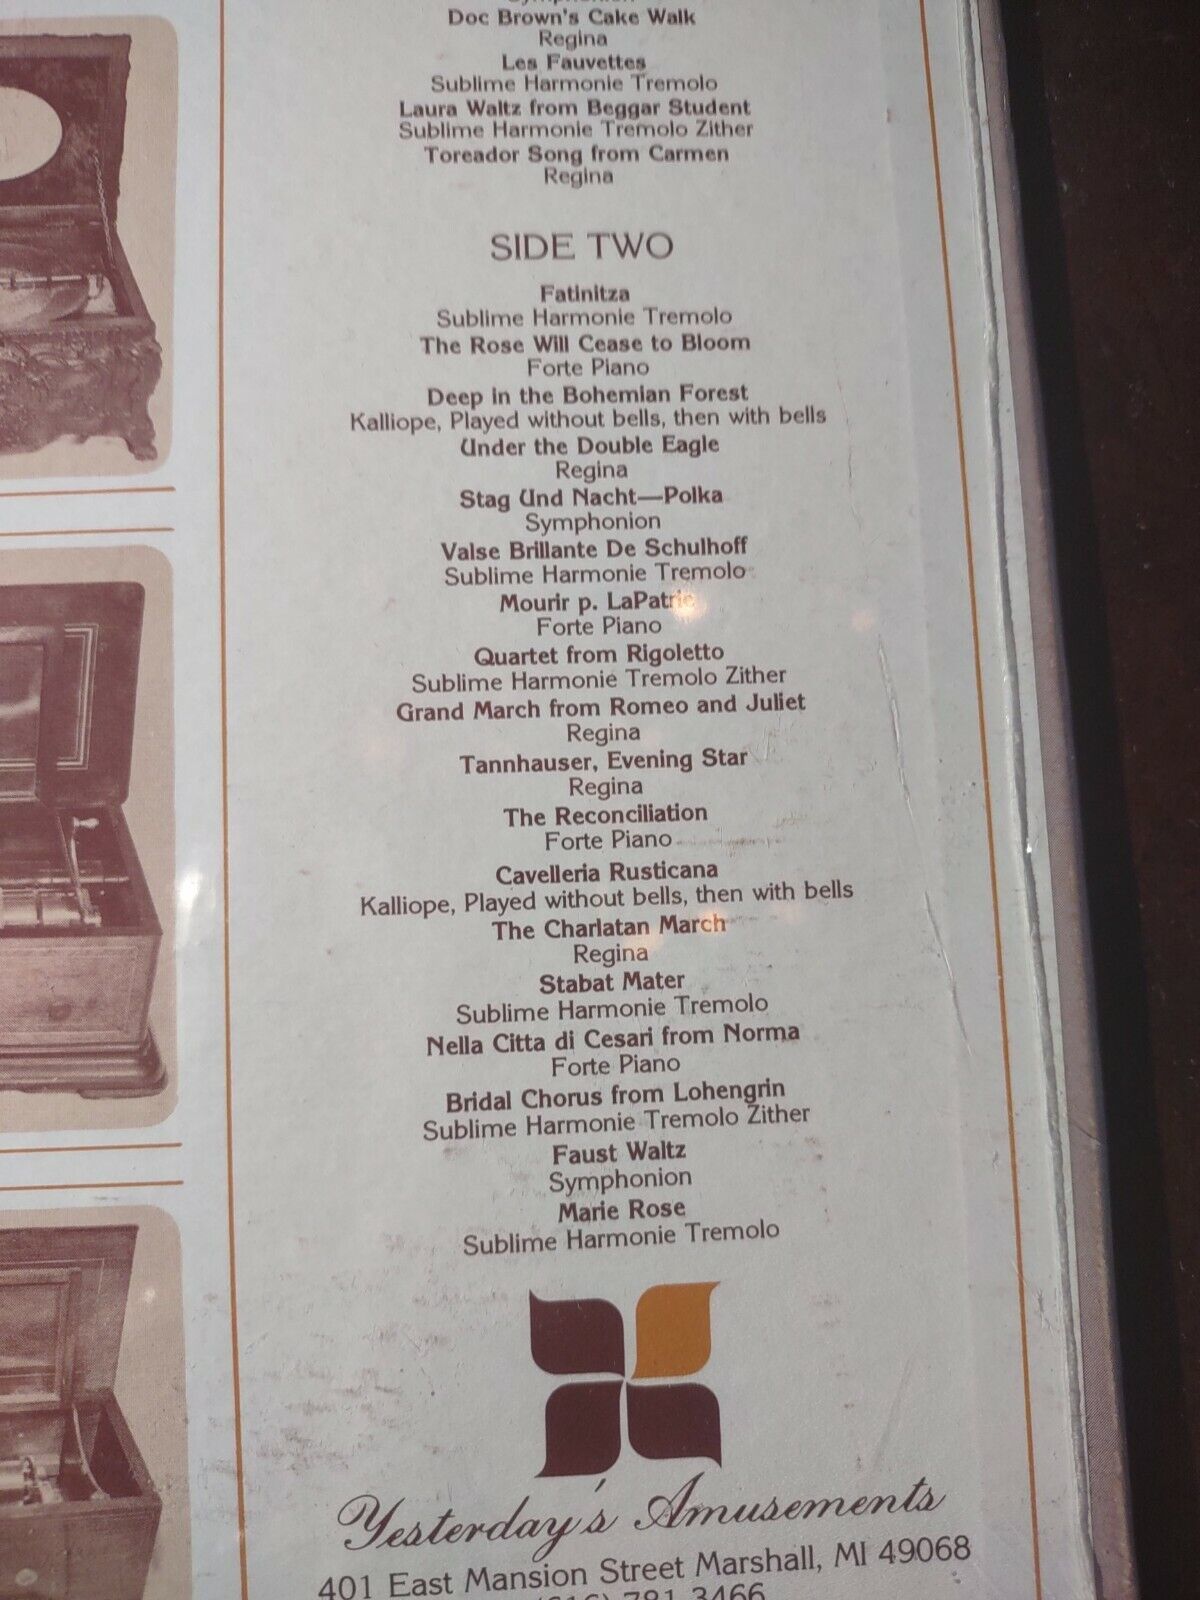 Symphonion
Doc Brown's Cake Walk
Regina
Les Fauvettes
Sublime Harmonie Tremolo
Laura Waltz from Beggar Student
Sublime Harmonie Tremolo Zither
Toreador Song from Carmen
Regina
SIDE TWO
Fatinitza
Sublime Harmonie Tremolo
The Rose Will Cease to Bloom
Forte Piano
Deep in the Bohemian Forest
Kalliope, Played without bells, then with bells
Under the Double Eagle
Regina
Stag Und Nacht—Polka
Symphonion
Valse Brillante De Schulhoff
Sublime Harmonie Tremolo
Mourir p. LaPatrie
Forte Piano
Quartet from Rigoletto
Sublime Harmonie Tremolo Zither
Grand March from Romeo and Juliet
Regina
Tannhauser, Evening Star
Regina
The Reconciliation
Forte Piano
Cavelleria Rusticana
Kalliope, Played without bells, then with bells
The Charlatan March
Regina
Stabat Mater
Sublime Harmonie Tremolo
Nella Citta di Cesari from Norma
Forte Piano
Bridal Chorus from Lohengrin
Sublime Harmonie Tremolo Zither
Faust Waltz
Symphonion
Marie Rose
Sublime Harmonie Tremolo
Yesterday's Amusements
401 East Mansion Street Marshall, MI 49068
(616) 781-3466